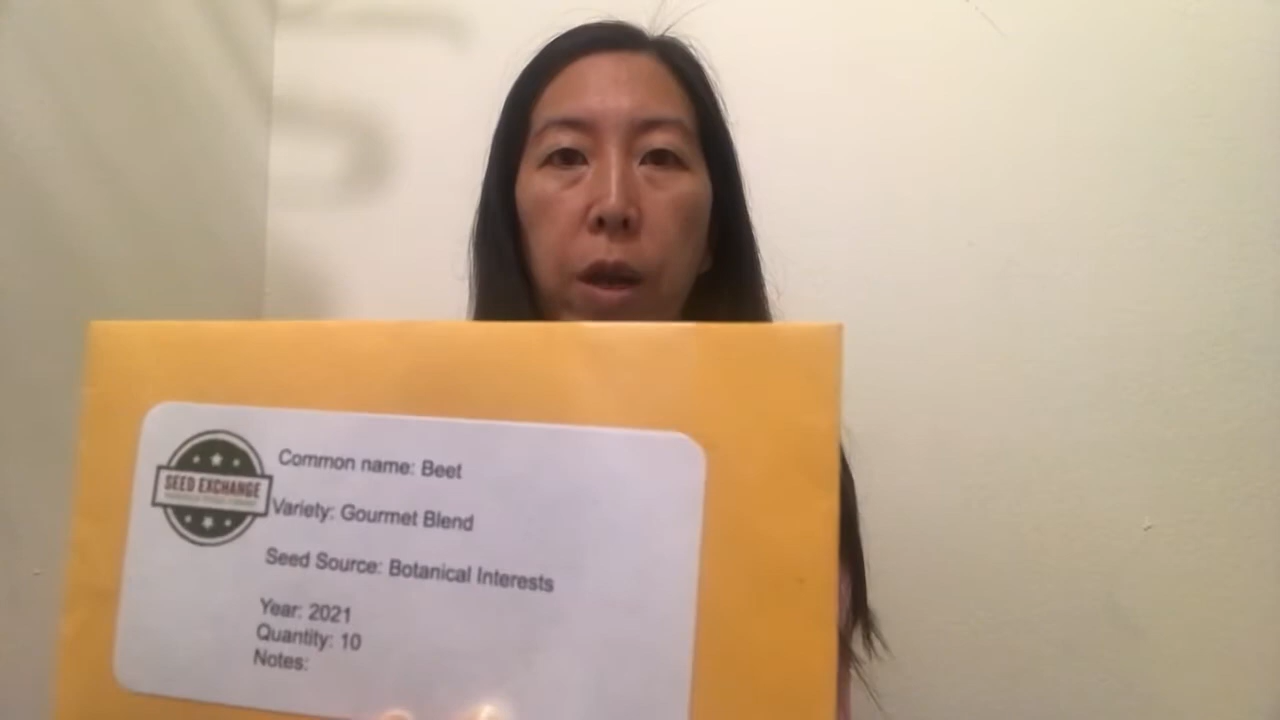 SEED EXCHANGE
Common name: Beet
Variety: Gourmet Blend
Seed Source: Botanical Interests
Year: 2021
Quantity: 10
Notes: